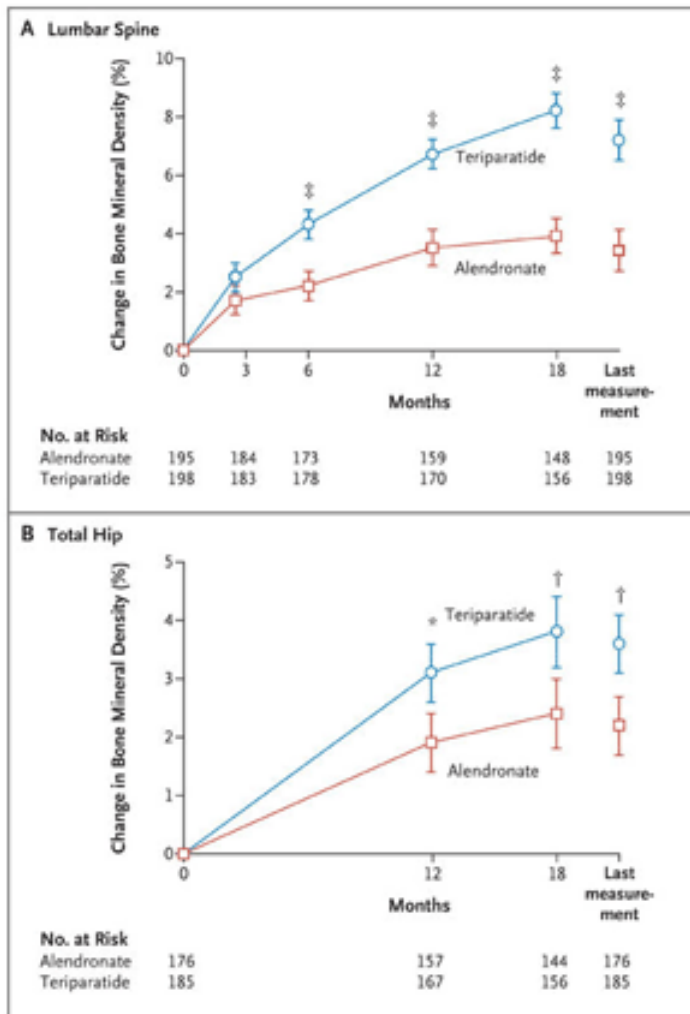 A Lumbar Spine
Change in Bone Mineral Density (%)
10
8
6
4
2
0
‡
‡
‡
‡
Teriparatide
Alendronate
0 3 6 12 18 Last measure-
ment
Months
No. at Risk
Alendronate 195 184 173 159 148 195
Teriparatide 198 183 178 170 156 198
B Total Hip
Change in Bone Mineral Density (%)
5
4
3
2
1
0
*
†
†
Teriparatide
Alendronate
0 12 18 Last measure-
ment
Months
No. at Risk
Alendronate 176 157 144 176
Teriparatide 185 167 156 185